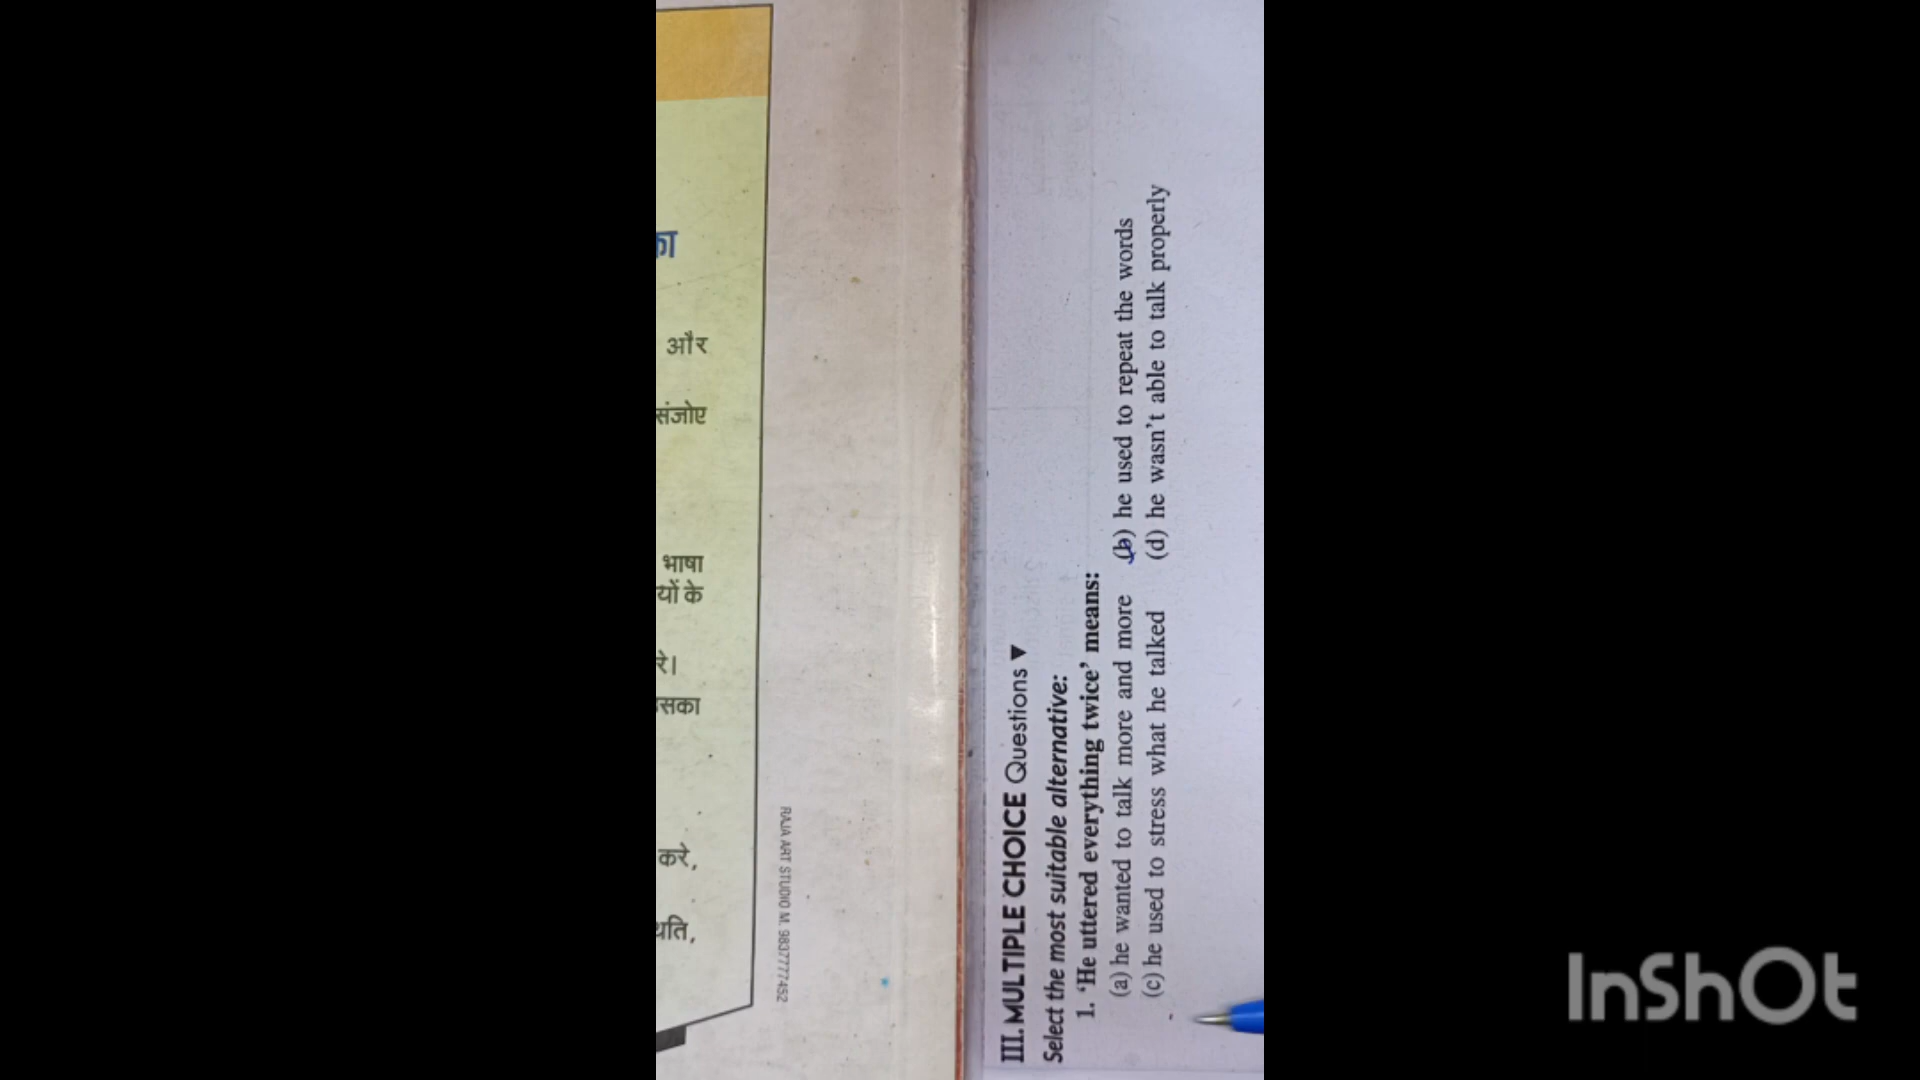 का
और
संजोए
भाषा
यों के
रे।
सका
करे,
थति,
RAJA ART STUDIO M. 9837777452
III. MULTIPLE CHOICE Questions ▼
Select the most suitable alternative:
1. ‘He uttered everything twice’ means:
(a) he wanted to talk more and more (b) he used to repeat the words
(c) he used to stress what he talked (d) he wasn’t able to talk properly
InShOt